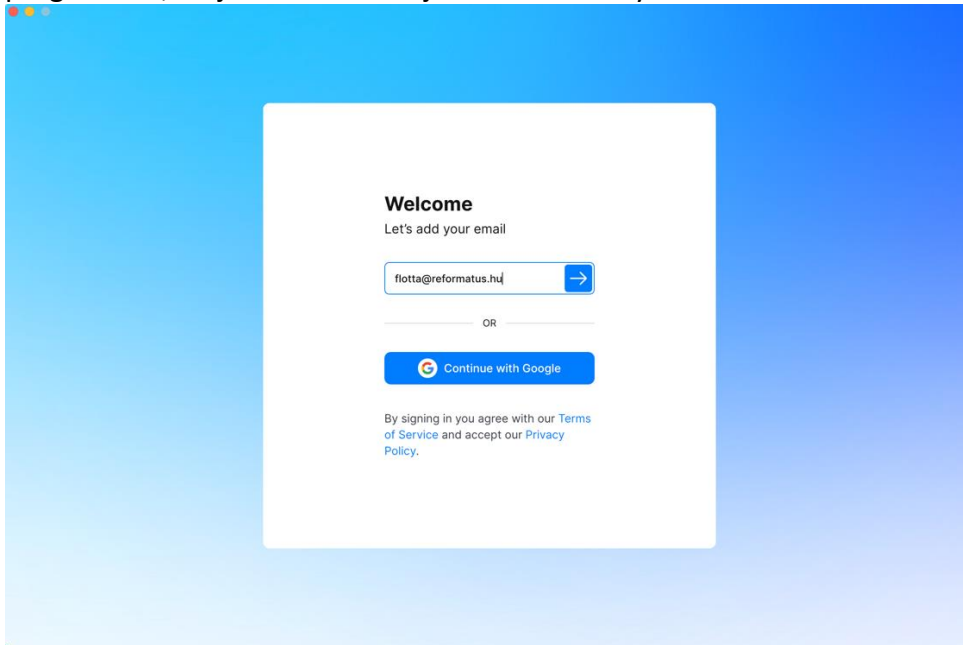 Welcome
Let's add your email
flotta@reformatus.hu
OR
Continue with Google
By signing in you agree with our Terms
of Service and accept our Privacy
Policy.